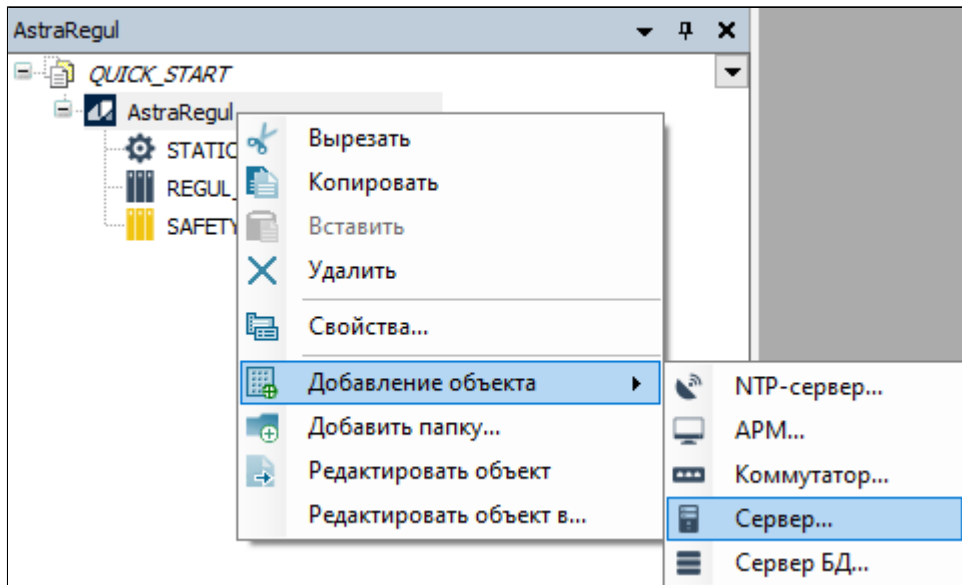 AstraRegul
QUICK_START
AstraRegul
STATIC
REGUL_
SAFETY
Вырезать
Копировать
Вставить
Удалить
Свойства...
Добавление объекта
Добавить папку...
Редактировать объект
Редактировать объект в...
NTP-сервер...
АРМ...
Коммутатор...
Сервер...
Сервер БД...